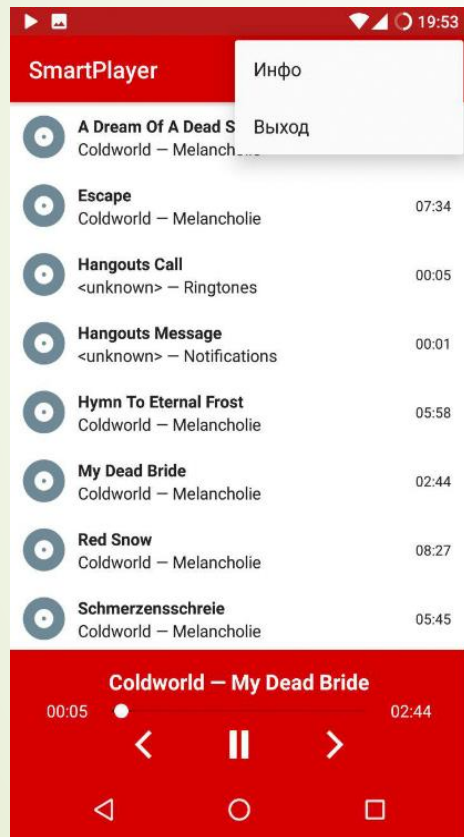 19:53
SmartPlayer
Инфо
Выход
A Dream Of A Dead S
Coldworld —
Escape
Coldworld — Melancholie
07:34
Hangouts Call
<unknown> — Ringtones
00:05
Hangouts Message
<unknown> — Notifications
00:01
Hymn To Eternal Frost
Coldworld — Melancholie
05:58
My Dead Bride
Coldworld — Melancholie
02:44
Red Snow
Coldworld — Melancholie
08:27
Schmerzensschreie
Coldworld — Melancholie
05:45
Coldworld — My Dead Bride
00:05
02:44